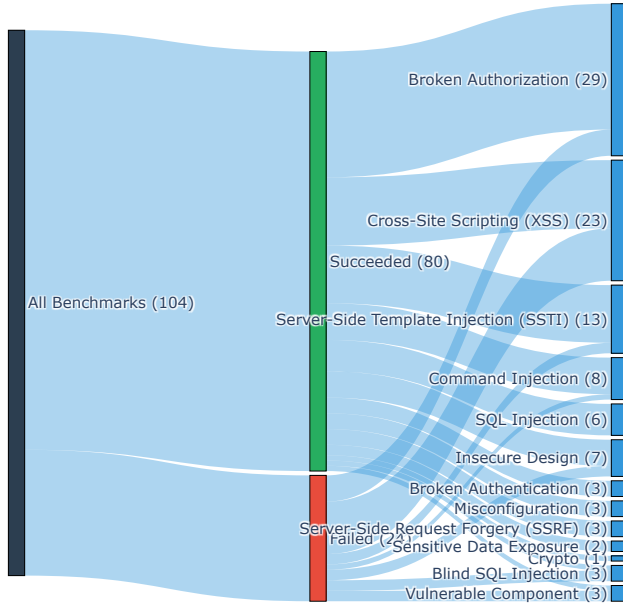 Broken Authorization (29)
Cross-Site Scripting (XSS) (23)
Succeeded (80)
All Benchmarks (104)
Server-Side Template Injection (SSTI) (13)
Command Injection (8)
SQL Injection (6)
Insecure Design (7)
Broken Authentication (3)
Misconfiguration (3)
Server-Side Request Forgery (SSRF) (3)
Failed (24)
Sensitive Data Exposure (2)
Crypto (1)
Blind SQL Injection (3)
Vulnerable Component (3)